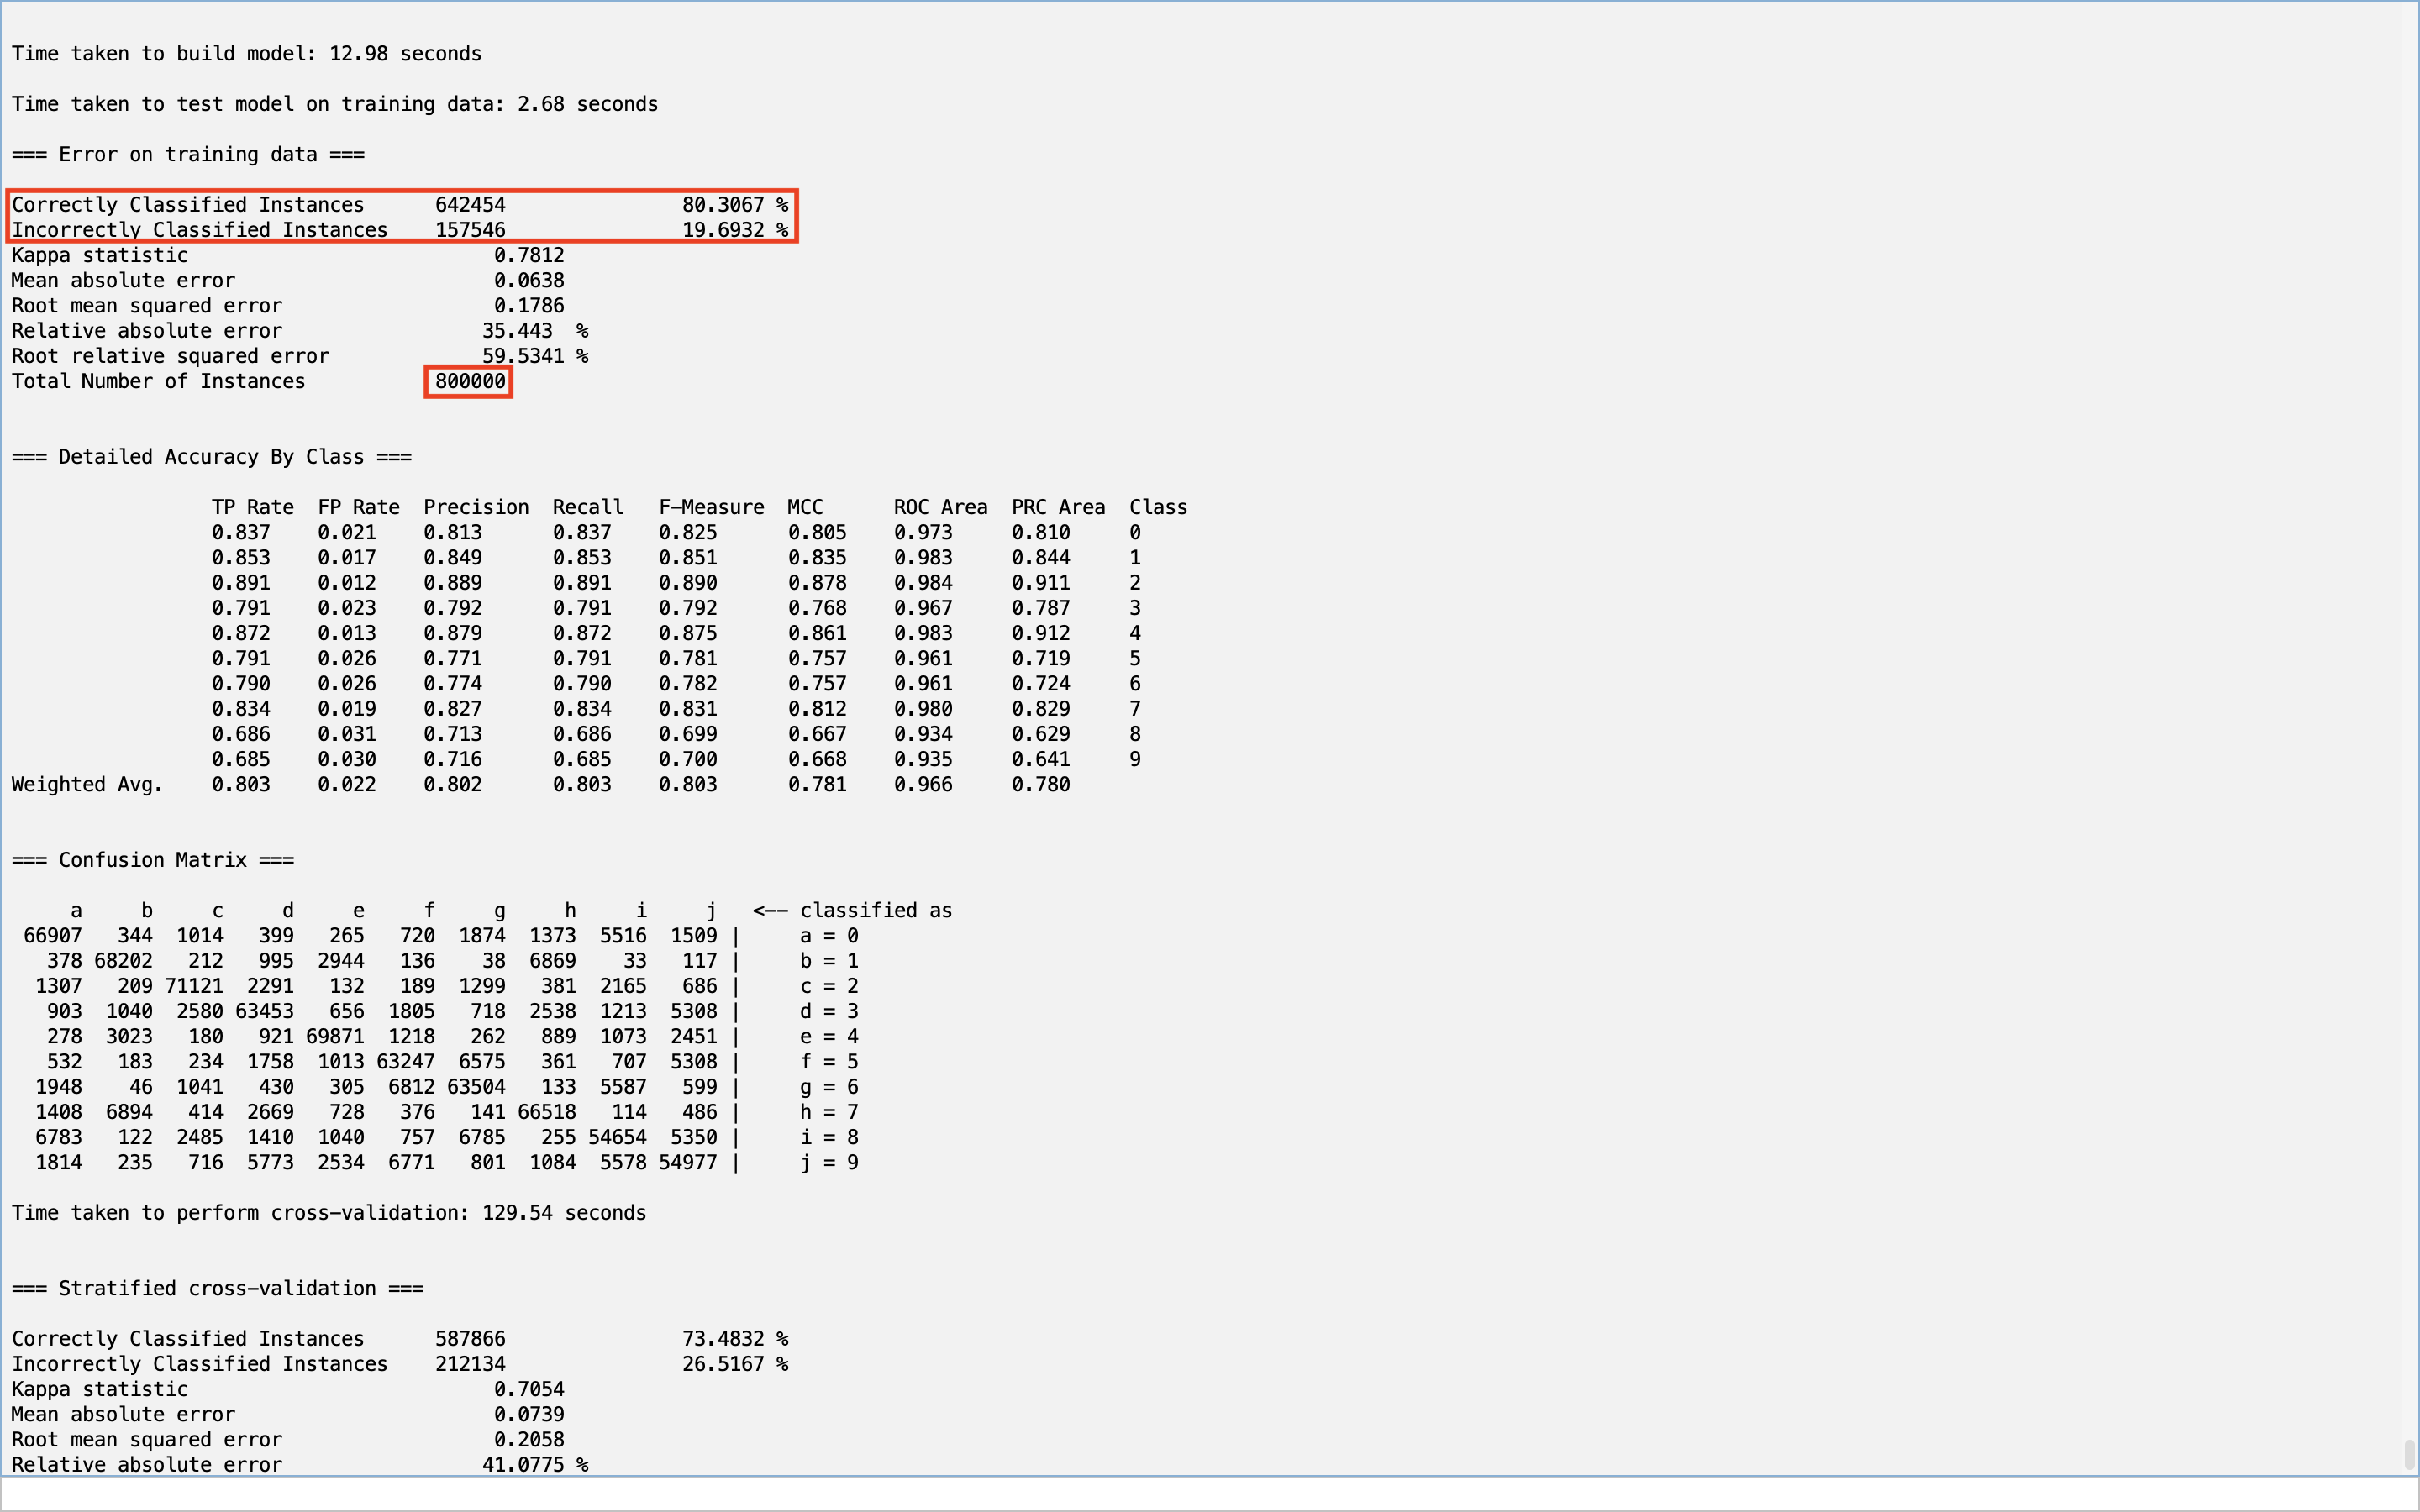 Time taken to build model: 12.98 seconds
Time taken to test model on training data: 2.68 seconds
=== Error on training data ===
Correctly Classified Instances 642454 80.3067 %
Incorrectly Classified Instances 157546 19.6932 %
Kappa statistic 0.7812
Mean absolute error 0.0638
Root mean squared error 0.1786
Relative absolute error 35.443 %
Root relative squared error 59.5341 %
Total Number of Instances 800000
=== Detailed Accuracy By Class ===
TP Rate FP Rate Precision Recall F-Measure MCC ROC Area PRC Area Class
0.837 0.021 0.813 0.837 0.825 0.805 0.973 0.810 0
0.853 0.017 0.849 0.853 0.851 0.835 0.983 0.844 1
0.891 0.012 0.889 0.891 0.890 0.878 0.984 0.911 2
0.791 0.023 0.792 0.791 0.792 0.768 0.967 0.787 3
0.872 0.013 0.879 0.872 0.875 0.861 0.983 0.912 4
0.791 0.026 0.771 0.791 0.781 0.757 0.961 0.719 5
0.790 0.026 0.774 0.790 0.782 0.757 0.961 0.724 6
0.834 0.019 0.827 0.834 0.831 0.812 0.980 0.829 7
0.686 0.031 0.713 0.686 0.699 0.667 0.934 0.629 8
0.685 0.030 0.716 0.685 0.700 0.668 0.935 0.641 9
Weighted Avg. 0.803 0.022 0.802 0.803 0.803 0.781 0.966 0.780
=== Confusion Matrix ===
a b c d e f g h i j <-- classified as
66907 344 1014 399 265 720 1874 1373 5516 1509 | a = 0
378 68202 212 995 2944 136 38 6869 33 117 | b = 1
1307 209 71121 2291 132 189 1299 381 2165 686 | c = 2
903 1040 2580 63453 656 1805 718 2538 1213 5308 | d = 3
278 3023 180 921 69871 1218 262 889 1073 2451 | e = 4
532 183 234 1758 1013 63247 6575 361 707 5308 | f = 5
1948 46 1041 430 305 6812 63504 133 5587 599 | g = 6
1408 6894 414 2669 728 376 141 66518 114 486 | h = 7
6783 122 2485 1410 1040 757 6785 255 54654 5350 | i = 8
1814 235 716 5773 2534 6771 801 1084 5578 54977 | j = 9
Time taken to perform cross-validation: 129.54 seconds
=== Stratified cross-validation ===
Correctly Classified Instances 587866 73.4832 %
Incorrectly Classified Instances 212134 26.5167 %
Kappa statistic 0.7054
Mean absolute error 0.0739
Root mean squared error 0.2058
Relative absolute error 41.0775 %